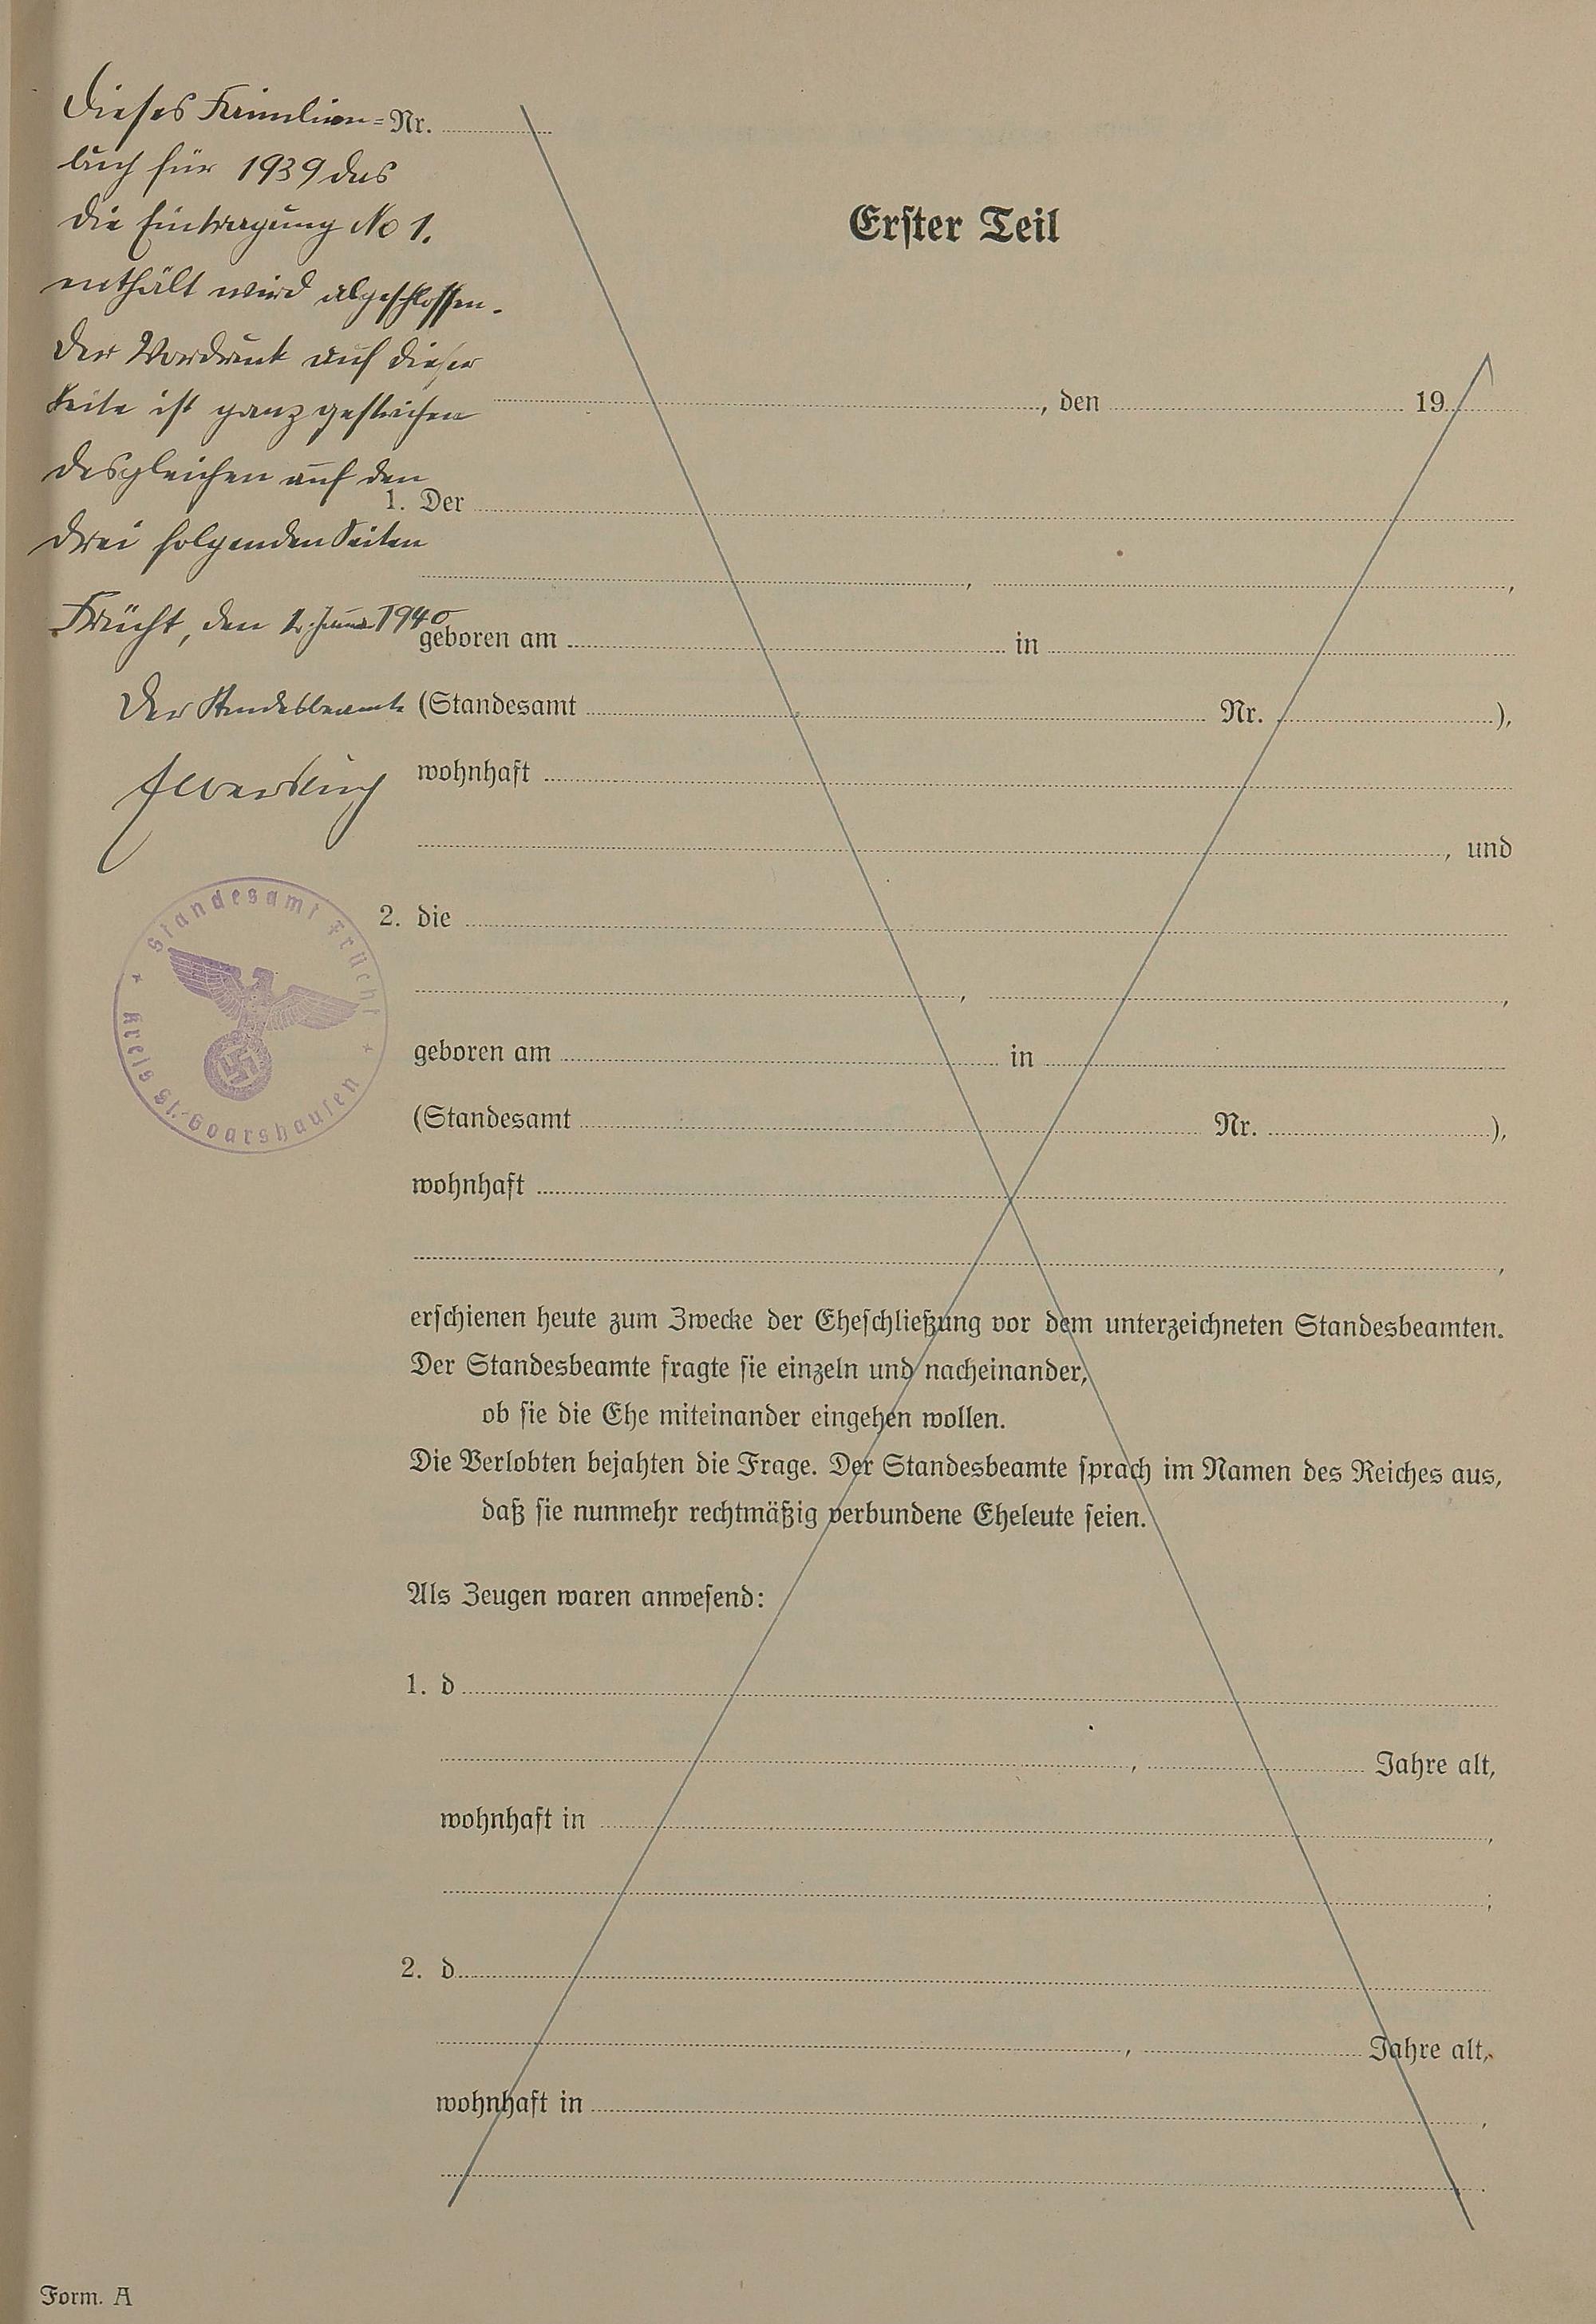 Dieses Familien=
buch für 1939 das
die Eintragung No 1.
enthält wird abgeschlossen.
Der Vordruck auf dieser
Seite ist ganz gestrichen
desgleichen auf den
drei folgenden Seiten
Frücht, den 1. 1940
Der Standesbeamte
Standesamt Frücht
Kreis St. Goarshausen
Nr.
Erster Teil
, den 19
1. Der
, ,
geboren am in
(Standesamt Nr. ),
wohnhaft
, und
2. die
, ,
geboren am in
(Standesamt Nr. ),
wohnhaft
,
erschienen heute zum Zwecke der Eheschließung vor dem unterzeichneten Standesbeamten.
Der Standesbeamte fragte sie einzeln und nacheinander,
ob sie die Ehe miteinander eingehen wollen.
Die Verlobten bejahten die Frage. Der Standesbeamte sprach im Namen des Reiches aus,
daß sie nunmehr rechtmäßig verbundene Eheleute seien.
Als Zeugen waren anwesend:
1. d
, Jahre alt,
wohnhaft in ,
;
2. d
, Jahre alt,
wohnhaft in ,
.
Form. A